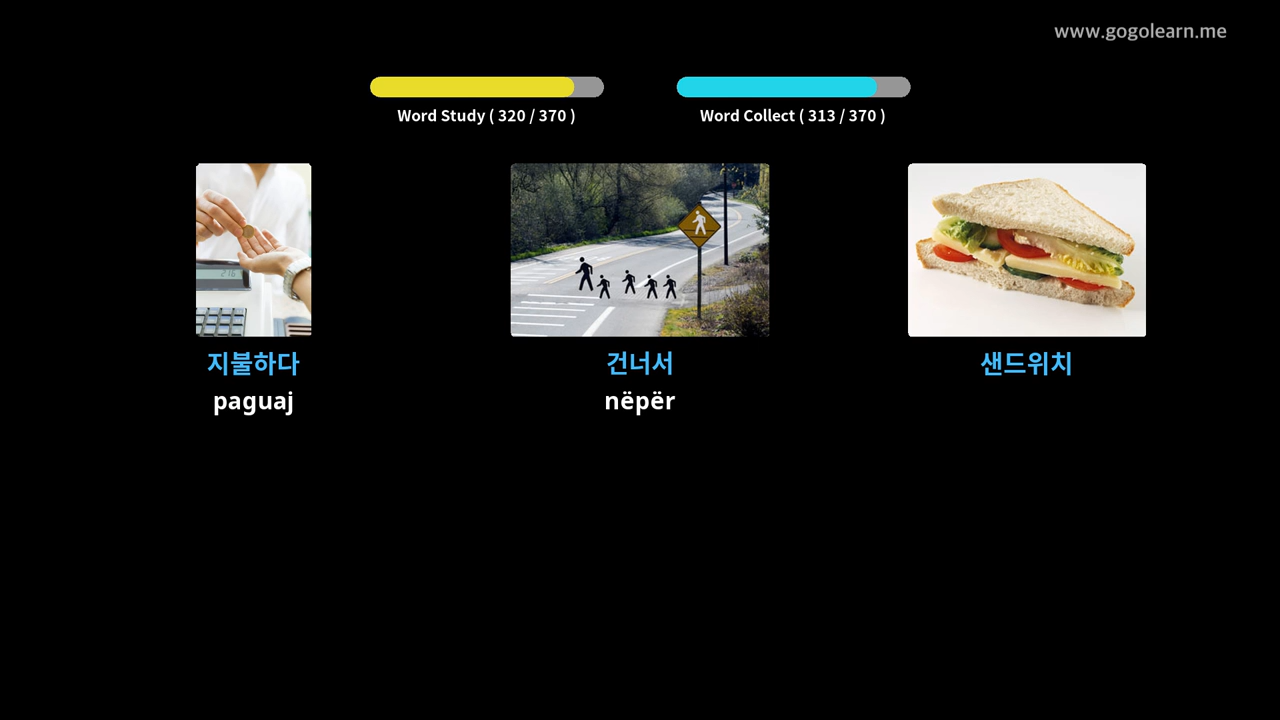 www.gogolearn.me
Word Study ( 320 / 370 )
Word Collect ( 313 / 370 )
216
지불하다
건너서
샌드위치
paguaj
nëpër